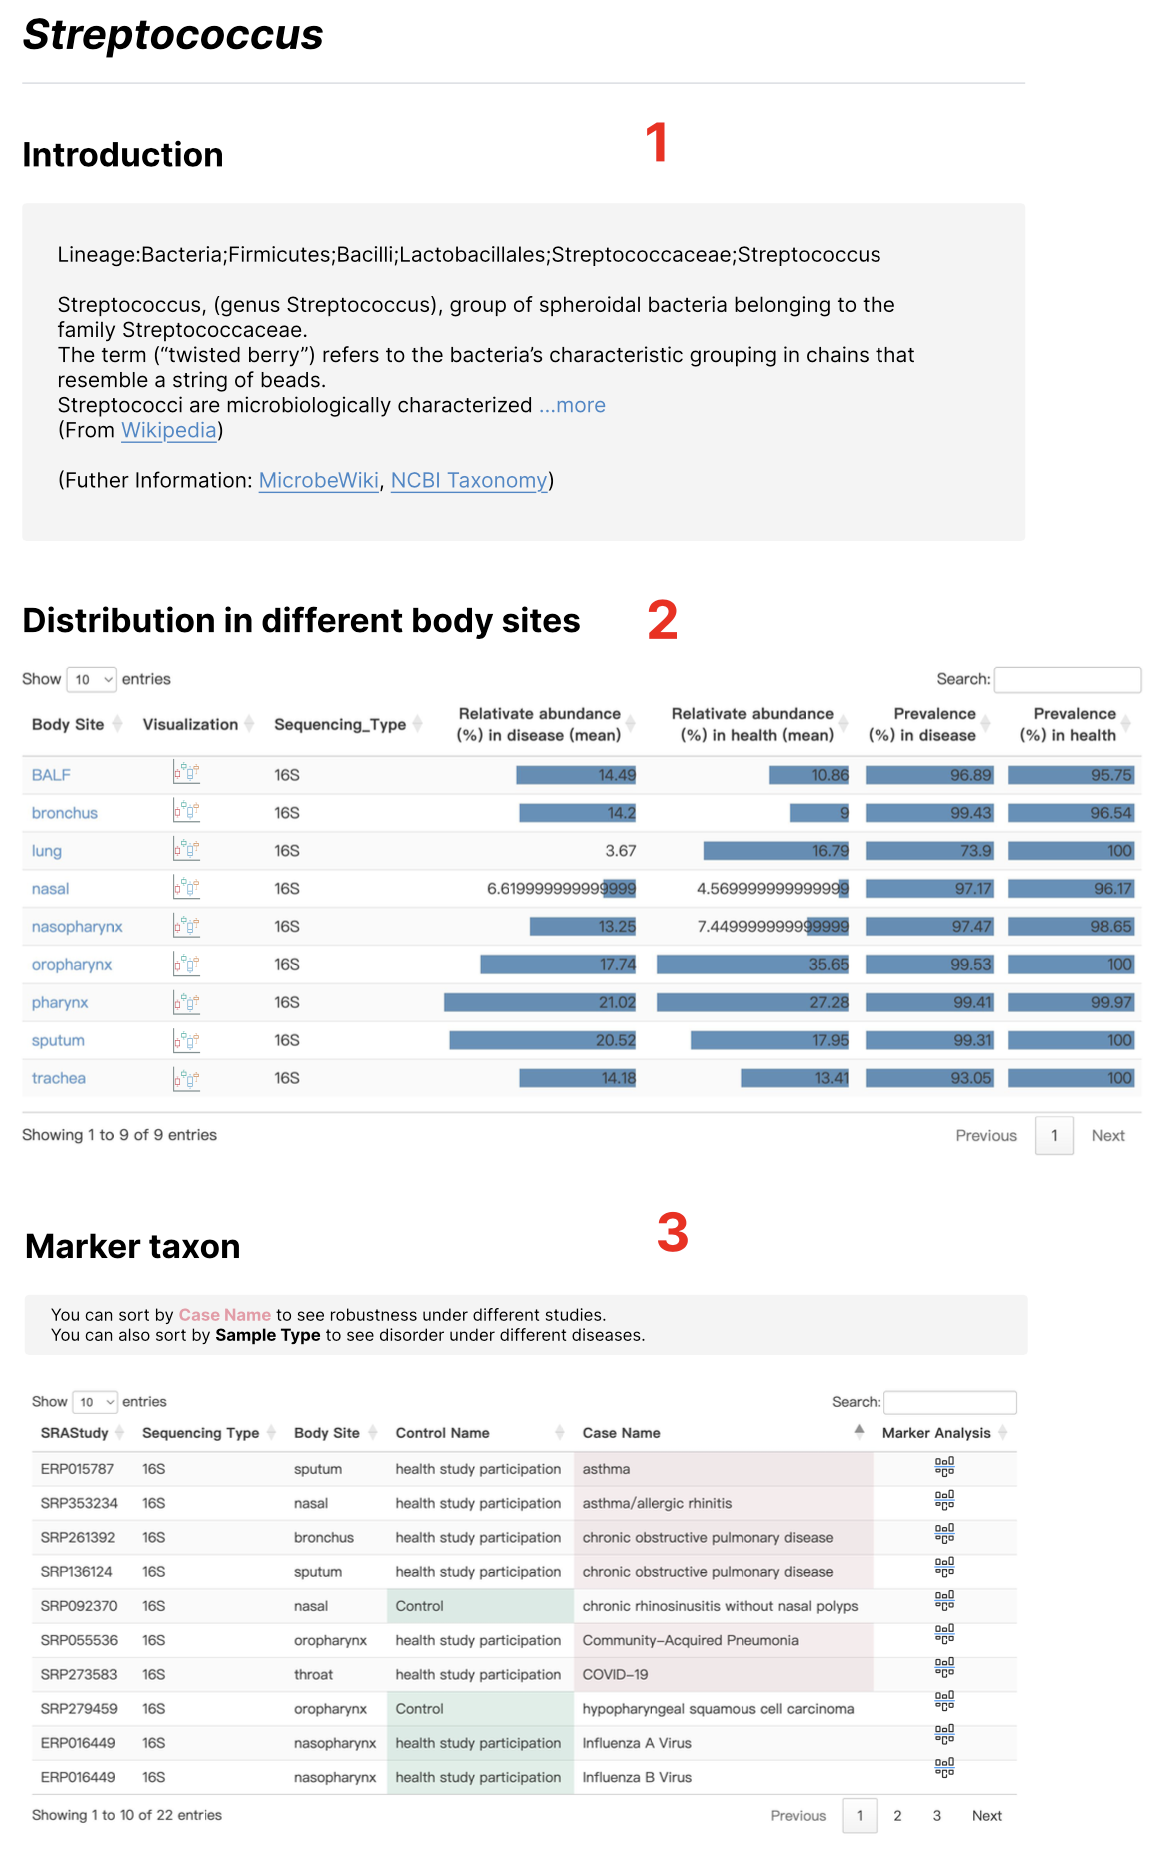 Streptococcus
Introduction
1
Lineage:Bacteria;Firmicutes;Bacilli;Lactobacillales;Streptococcaceae;Streptococcus
Streptococcus, (genus Streptococcus), group of spheroidal bacteria belonging to the
family Streptococcaceae.
The term (“twisted berry”) refers to the bacteria’s characteristic grouping in chains that
resemble a string of beads.
Streptococci are microbiologically characterized ...more
(From Wikipedia)
(Futher Information: MicrobeWiki, NCBI Taxonomy)
Distribution in different body sites
2
Show 10 entries Search:
Body Site Visualization Sequencing_Type Relativate abundance (%) in disease (mean) Relativate abundance (%) in health (mean) Prevalence (%) in disease Prevalence (%) in health
BALF 16S 14.49 10.86 96.89 95.75
bronchus 16S 14.2 9 99.43 96.54
lung 16S 3.67 16.79 73.9 100
nasal 16S 6.619999999999999 4.569999999999999 97.17 96.17
nasopharynx 16S 13.25 7.449999999999999 97.47 98.65
oropharynx 16S 17.74 35.65 99.53 100
pharynx 16S 21.02 27.28 99.41 99.97
sputum 16S 20.52 17.95 99.31 100
trachea 16S 14.18 13.41 93.05 100
Showing 1 to 9 of 9 entries Previous 1 Next
Marker taxon
3
You can sort by Case Name to see robustness under different studies.
You can also sort by Sample Type to see disorder under different diseases.
Show 10 entries Search:
SRAStudy Sequencing Type Body Site Control Name Case Name Marker Analysis
ERP015787 16S sputum health study participation asthma
SRP353234 16S nasal health study participation asthma/allergic rhinitis
SRP261392 16S bronchus health study participation chronic obstructive pulmonary disease
SRP136124 16S sputum health study participation chronic obstructive pulmonary disease
SRP092370 16S nasal Control chronic rhinosinusitis without nasal polyps
SRP055536 16S oropharynx health study participation Community–Acquired Pneumonia
SRP273583 16S throat health study participation COVID–19
SRP279459 16S oropharynx Control hypopharyngeal squamous cell carcinoma
ERP016449 16S nasopharynx health study participation Influenza A Virus
ERP016449 16S nasopharynx health study participation Influenza B Virus
Showing 1 to 10 of 22 entries Previous 1 2 3 Next